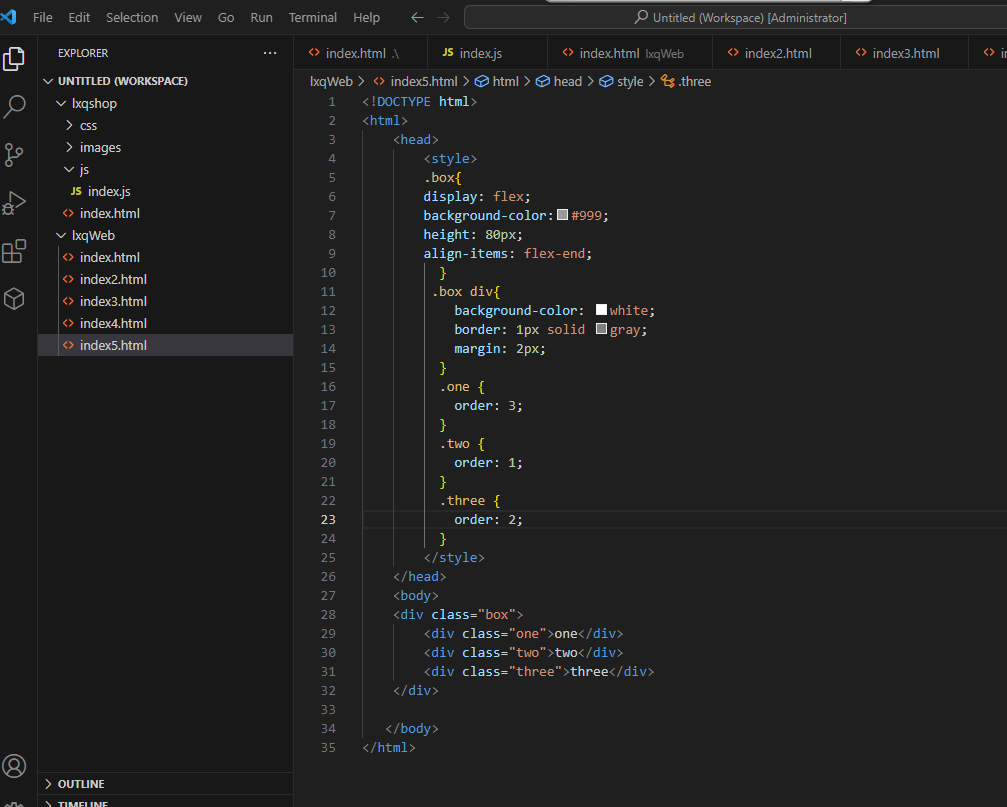 File Edit Selection View Go Run Terminal Help Untitled (Workspace) [Administrator]
EXPLORER ···
UNTITLED (WORKSPACE)
lxqshop
css
images
js
JS index.js
index.html
lxqWeb
index.html
index2.html
index3.html
index4.html
index5.html
OUTLINE
TIMELINE
index.html .\ JS index.js index.html lxqWeb index2.html index3.html
lxqWeb > index5.html > html > head > style > .three
1 <!DOCTYPE html>
2 <html>
3 <head>
4 <style>
5 .box{
6 display: flex;
7 background-color: #999;
8 height: 80px;
9 align-items: flex-end;
10 }
11 .box div{
12 background-color: white;
13 border: 1px solid gray;
14 margin: 2px;
15 }
16 .one {
17 order: 3;
18 }
19 .two {
20 order: 1;
21 }
22 .three {
23 order: 2;
24 }
25 </style>
26 </head>
27 <body>
28 <div class="box">
29 <div class="one">one</div>
30 <div class="two">two</div>
31 <div class="three">three</div>
32 </div>
33
34 </body>
35 </html>